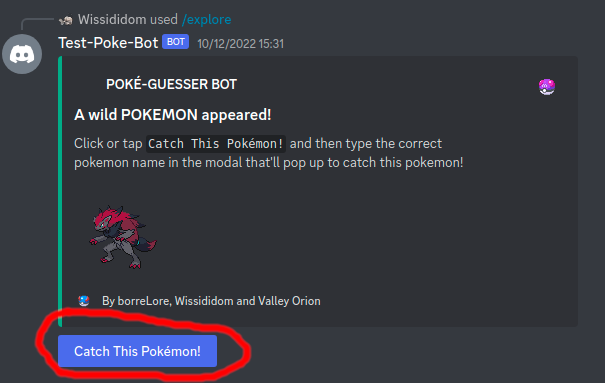 Wissididom used /explore
Test-Poke-Bot BOT 10/12/2022 15:31
POKÉ-GUESSER BOT
A wild POKEMON appeared!
Click or tap Catch This Pokémon! and then type the correct
pokemon name in the modal that'll pop up to catch this pokemon!
By borreLore, Wissididom and Valley Orion
Catch This Pokémon!